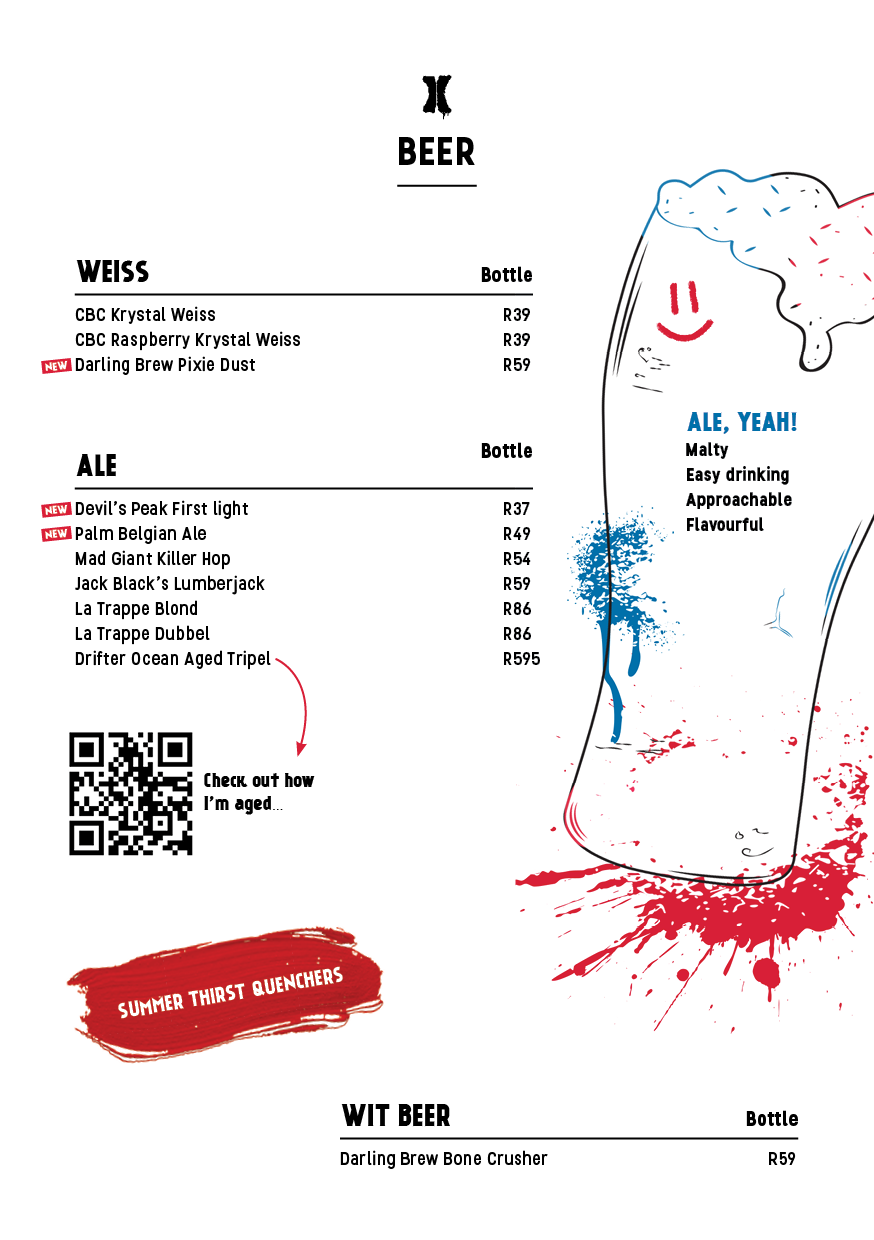 BEER
WEISS Bottle
CBC Krystal Weiss R39
CBC Raspberry Krystal Weiss R39
NEW Darling Brew Pixie Dust R59
ALE Bottle
NEW Devil's Peak First light R37
NEW Palm Belgian Ale R49
Mad Giant Killer Hop R54
Jack Black's Lumberjack R59
La Trappe Blond R86
La Trappe Dubbel R86
Drifter Ocean Aged Tripel R595
Check out how
I'm aged...
ALE, YEAH!
Malty
Easy drinking
Approachable
Flavourful
SUMMER THIRST QUENCHERS
WIT BEER Bottle
Darling Brew Bone Crusher R59